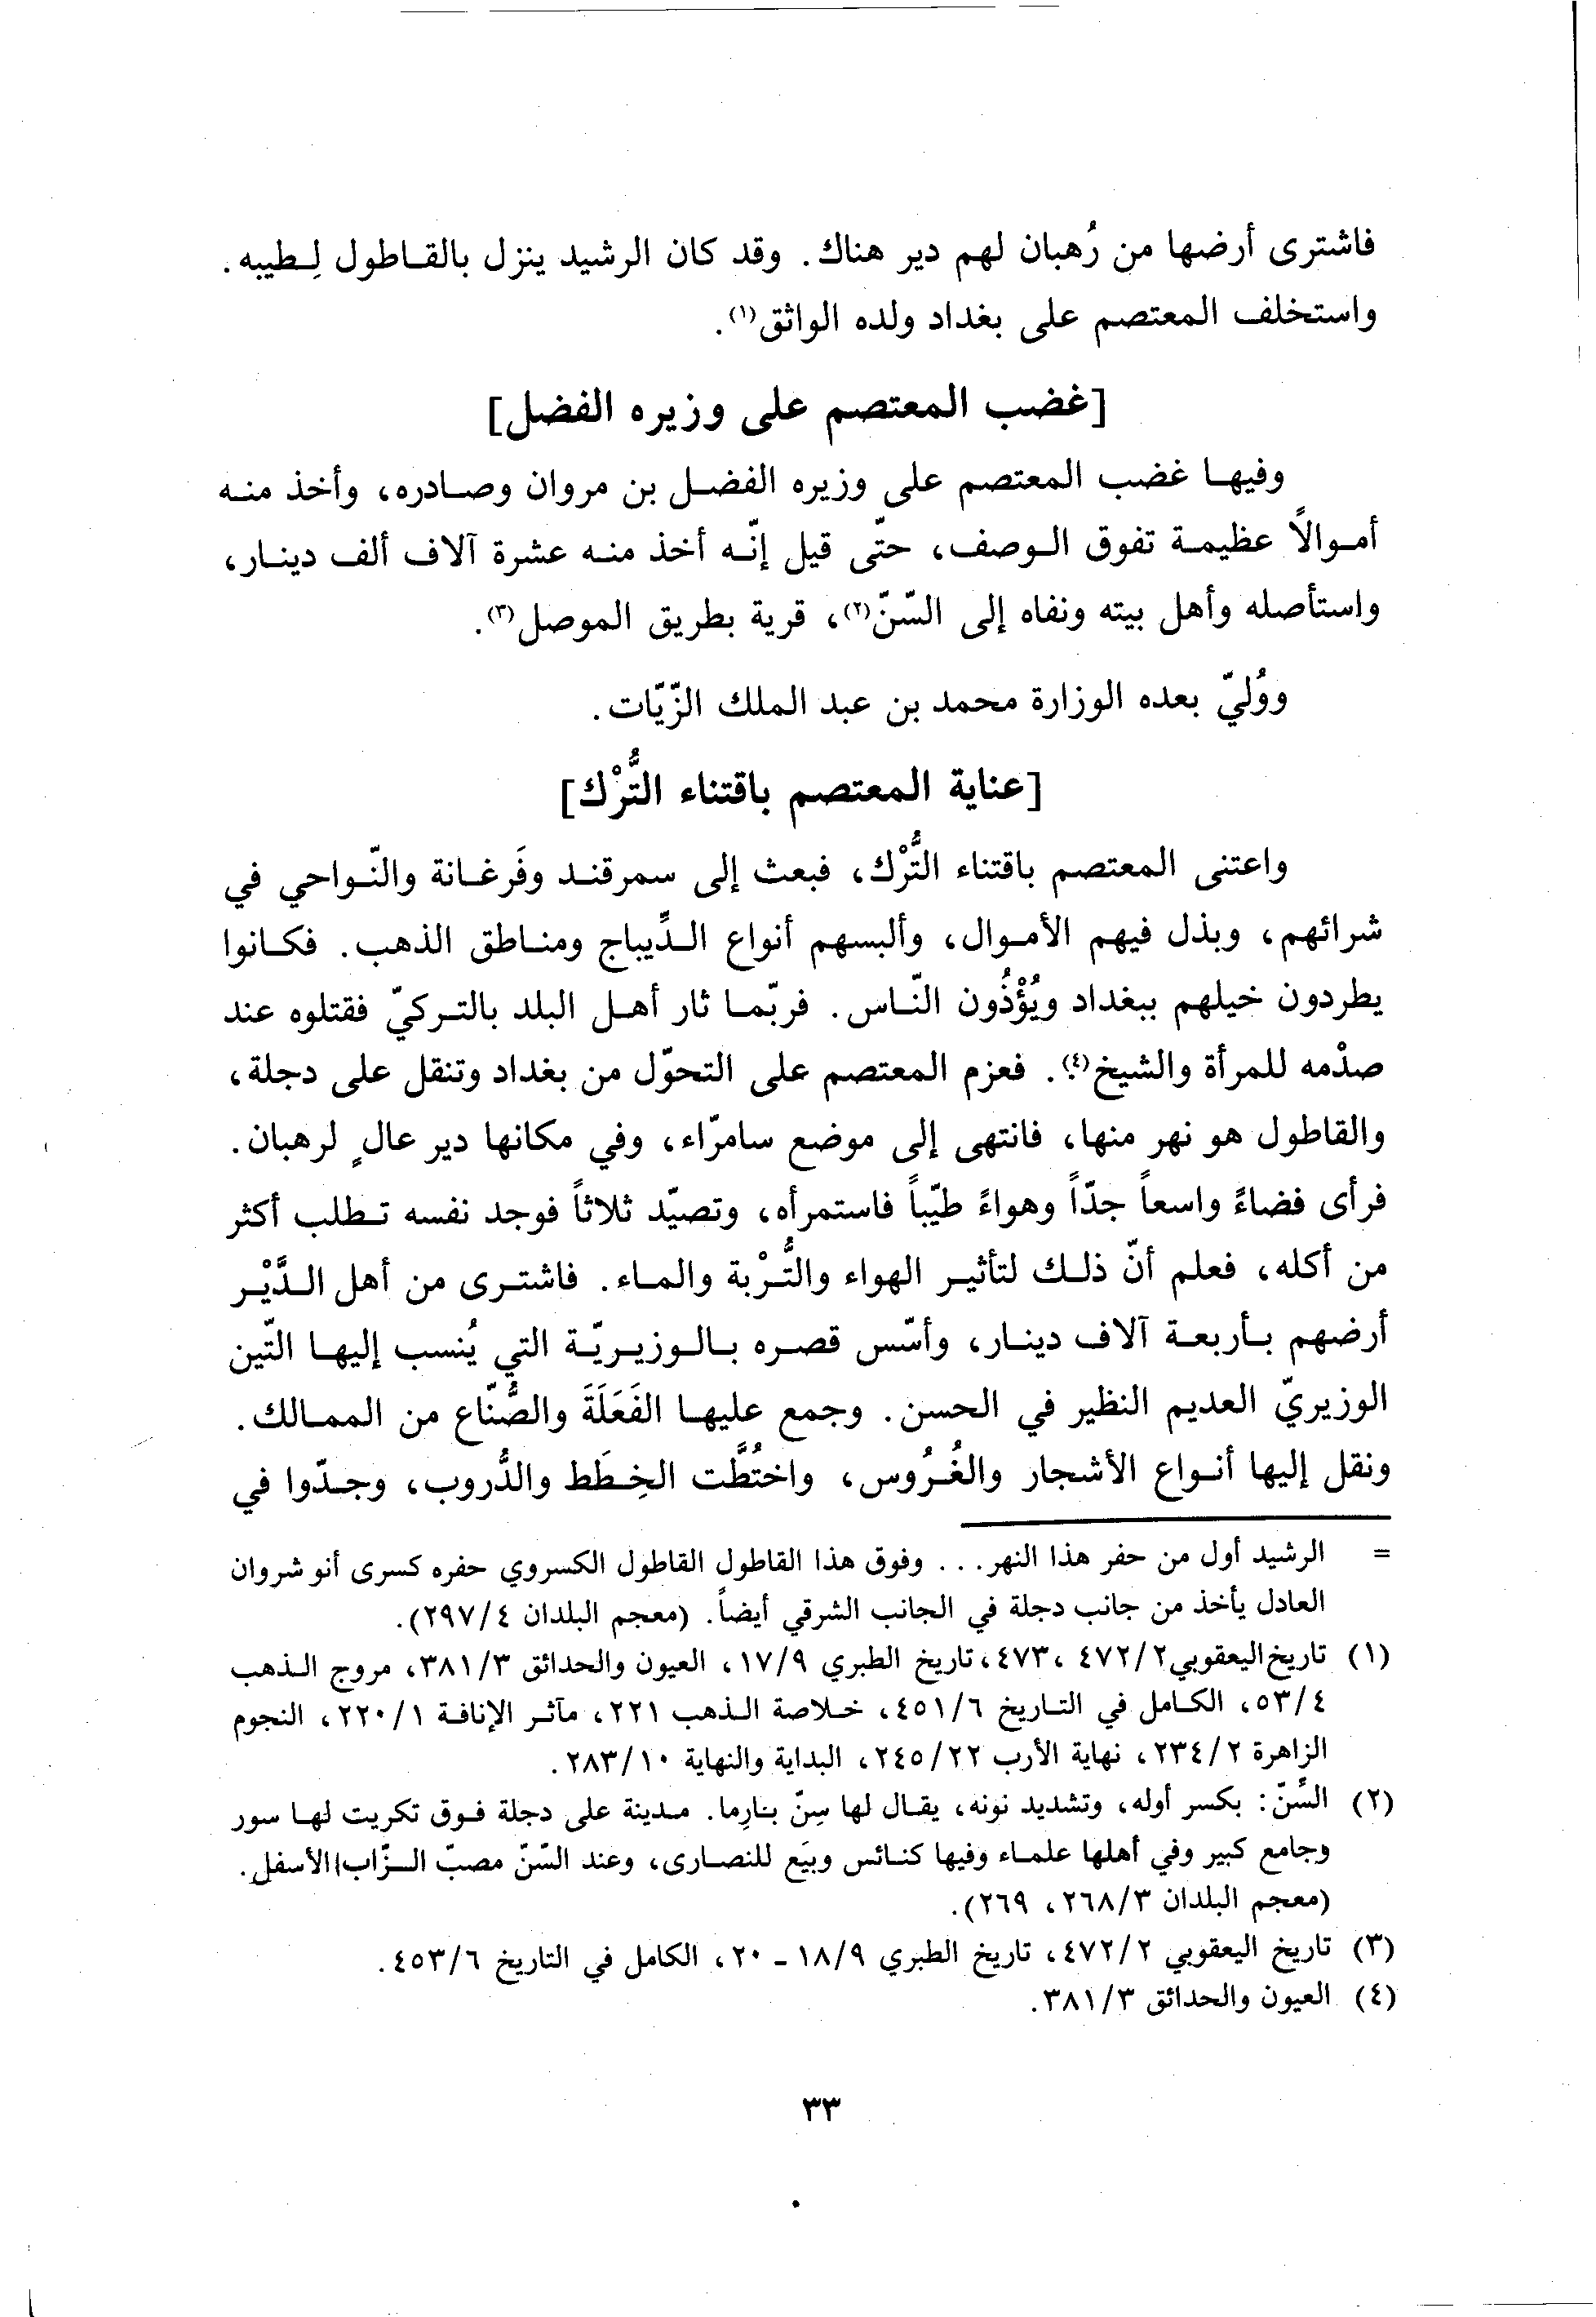 فاشترى أرضها من رُهبان لهم دير هناك. وقد كان الرشيد ينزل بالقاطول لِطيبه.
واستخلف المعتصم على بغداد ولده الواثق(١).
[غضب المعتصم على وزيره الفضل]
وفيها غضب المعتصم على وزيره الفضل بن مروان وصادره، وأخذ منه
أموالاً عظيمة تفوق الوصف، حتّى قيل إنّه أخذ منه عشرة آلاف ألف دينار،
واستأصله وأهل بيته ونفاه إلى السّنّ(٢)، قرية بطريق الموصل(٣).
ووُليّ بعده الوزارة محمد بن عبد الملك الزّيّات.
[عناية المعتصم باقتناء التُّرْك]
واعتنى المعتصم باقتناء التُّرْك، فبعث إلى سمرقند وفَرغانة والنّواحي في
شرائهم، وبذل فيهم الأموال، وألبسهم أنواع الدِّيباج ومناطق الذهب. فكانوا
يطردون خيلهم ببغداد ويُؤْذُون النّاس. فربّما ثار أهل البلد بالتركيّ فقتلوه عند
صدْمه للمرأة والشيخ(٤). فعزم المعتصم على التحوّل من بغداد وتنقل على دجلة،
والقاطول هو نهر منها، فانتهى إلى موضع سامرّاء، وفي مكانها دير عالٍ لرهبان.
فرأى فضاءً واسعاً جدّاً وهواءً طيّباً فاستمرأه، وتصيّد ثلاثاً فوجد نفسه تطلب أكثر
من أكله، فعلم أنّ ذلك لتأثير الهواء والتُّرْبة والماء. فاشترى من أهل الدَّيْر
أرضهم بأربعة آلاف دينار، وأسّس قصره بالوزيريّة التي يُنسب إليها التّين
الوزيريّ العديم النظير في الحسن. وجمع عليها الفَعَلَةَ والصُّنّاع من الممالك.
ونقل إليها أنواع الأشجار والغُرُوس، واختُطَّت الخِطَط والدُّروب، وجدّوا في
= الرشيد أول من حفر هذا النهر... وفوق هذا القاطول القاطول الكسروي حفره كسرى أنو شروان
العادل يأخذ من جانب دجلة في الجانب الشرقي أيضاً. (معجم البلدان ٢٩٧/٤).
(١) تاريخ اليعقوبي ٤٧٢/٢، ٤٧٣، تاريخ الطبري ١٧/٩، العيون والحدائق ٣٨١/٣، مروج الذهب
٥٣/٤، الكامل في التاريخ ٤٥١/٦، خلاصة الذهب ٢٢١، مآثر الإنافة ٢٢٠/١، النجوم
الزاهرة ٢٣٤/٢، نهاية الأرب ٢٤٥/٢٢، البداية والنهاية ٢٨٣/١٠.
(٢) السِّنّ: بكسر أوله، وتشديد نونه، يقال لها سِنّ بارِما. مدينة على دجلة فوق تكريت لها سور
وجامع كبير وفي أهلها علماء وفيها كنائس وبيَع للنصارى، وعند السّنّ مصبّ الزّاب الأسفل.
(معجم البلدان ٢٦٨/٣، ٢٦٩).
(٣) تاريخ اليعقوبي ٤٧٢/٢، تاريخ الطبري ١٨/٩ - ٢٠، الكامل في التاريخ ٤٥٣/٦.
(٤) العيون والحدائق ٣٨١/٣.
٣٣